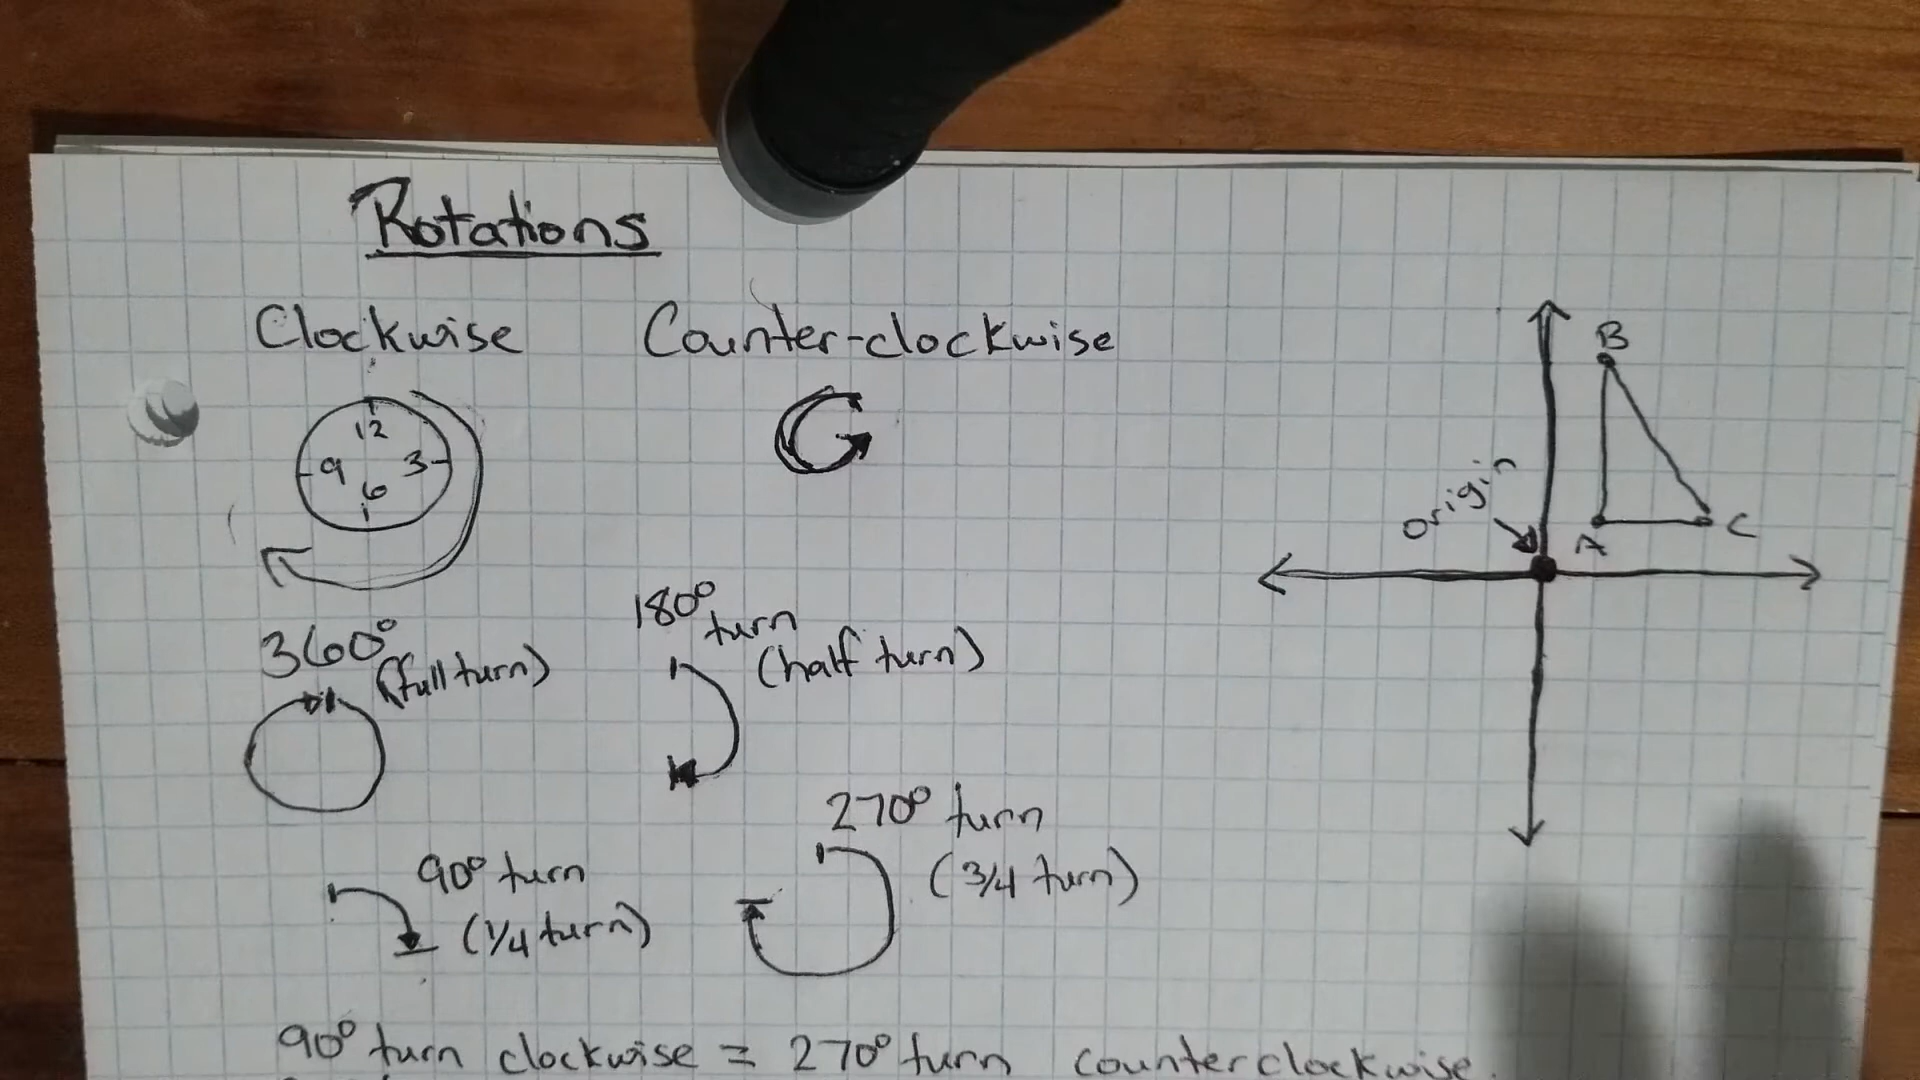 Rotations
Clockwise
Counter-clockwise
12
9 3
6
360°
(full turn)
180°
turn
(half turn)
90° turn
(1/4 turn)
270° turn
(3/4 turn)
90° turn clockwise = 270° turn counterclockwise.
B
Origin
A
C